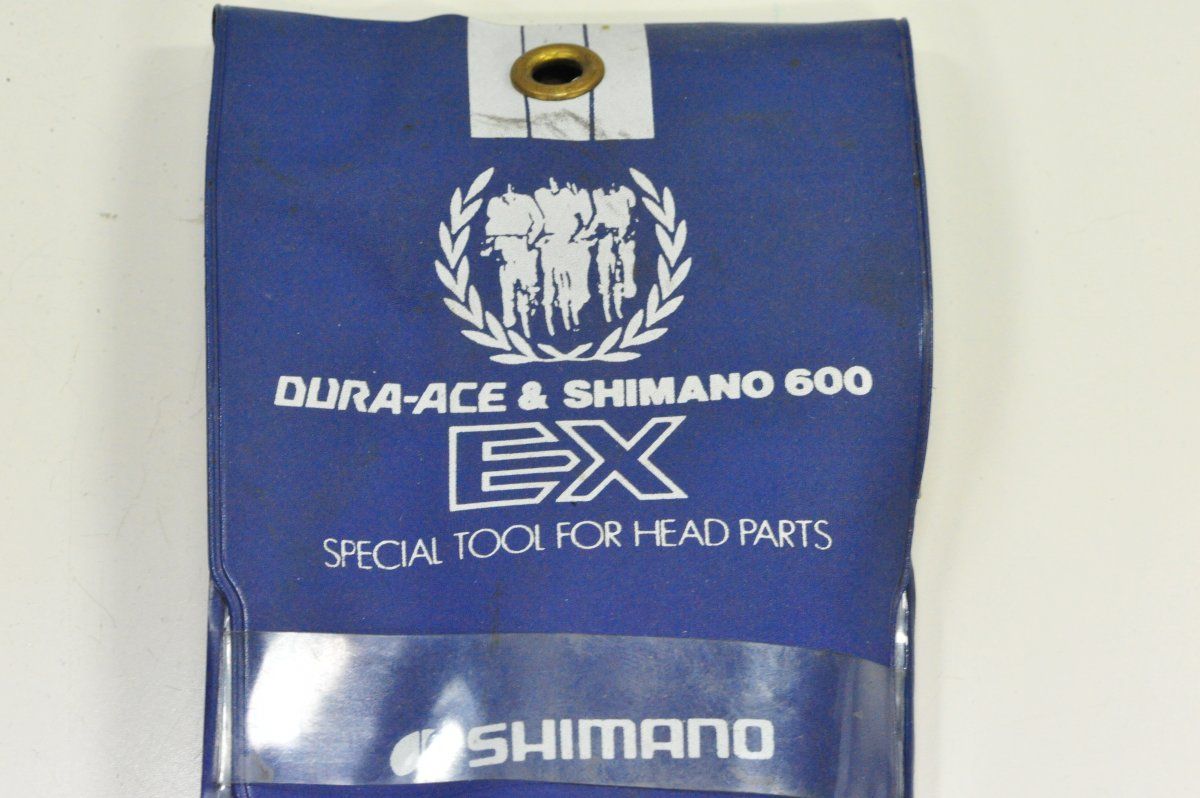 DURA-ACE & SHIMANO 600
EX
SPECIAL TOOL FOR HEAD PARTS
SHIMANO